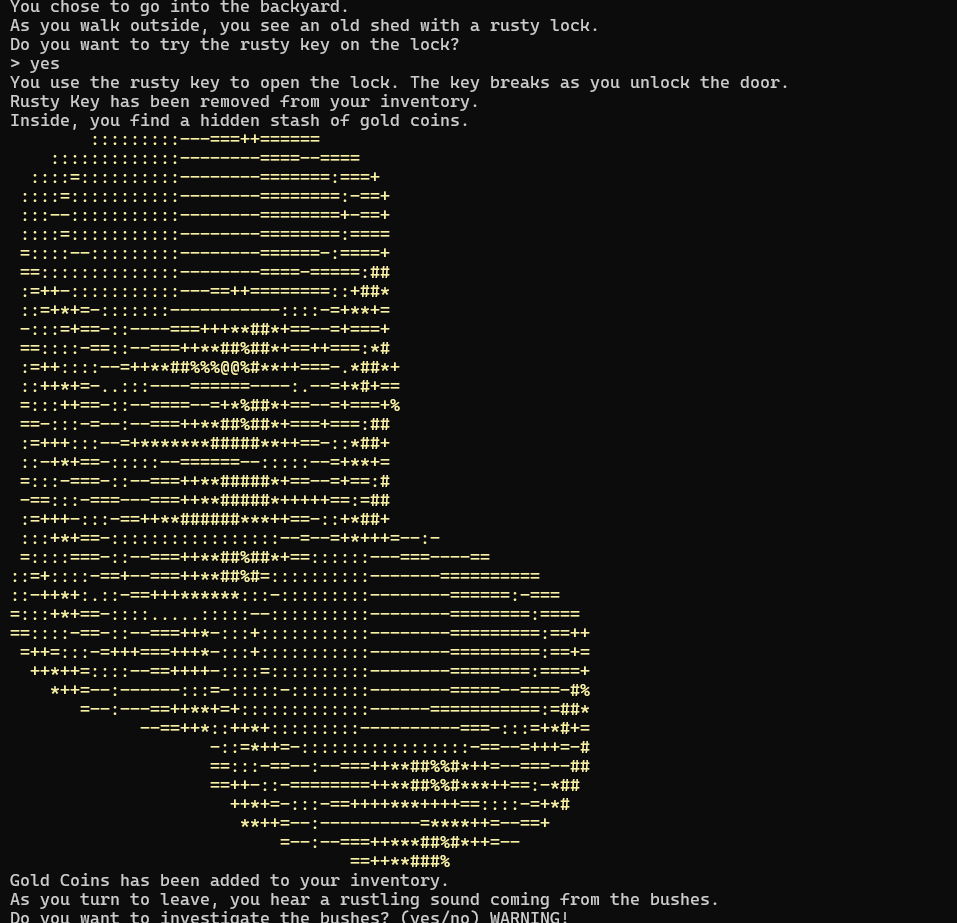 You chose to go into the backyard.
As you walk outside, you see an old shed with a rusty lock.
Do you want to try the rusty key on the lock?
> yes
You use the rusty key to open the lock. The key breaks as you unlock the door.
Rusty Key has been removed from your inventory.
Inside, you find a hidden stash of gold coins.
Gold Coins has been added to your inventory.
As you turn to leave, you hear a rustling sound coming from the bushes.
Do you want to investigate the bushes? (yes/no) WARNING!